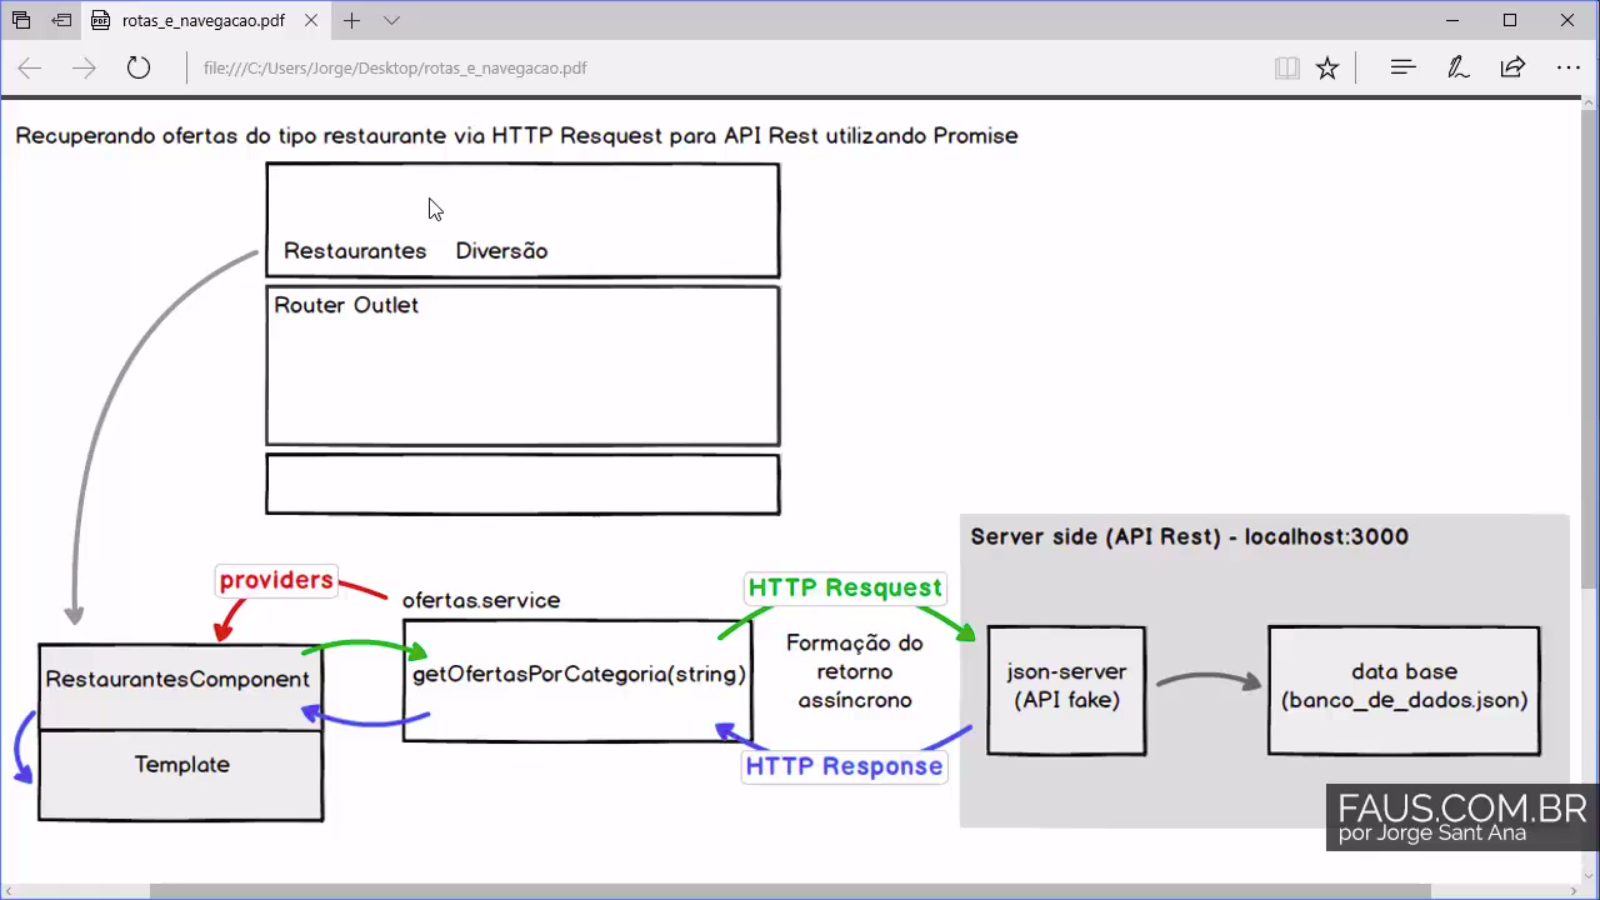 rotas_e_navegacao.pdf
file:///C:/Users/Jorge/Desktop/rotas_e_navegacao.pdf
Recuperando ofertas do tipo restaurante via HTTP Resquest para API Rest utilizando Promise
Restaurantes Diversão
Router Outlet
Server side (API Rest) - localhost:3000
providers
ofertas.service
HTTP Resquest
RestaurantesComponent
getOfertasPorCategoria(string)
Formação do
retorno
assíncrono
json-server
(API fake)
data base
(banco_de_dados.json)
Template
HTTP Response
FAUS.COM.BR
por Jorge Sant Ana